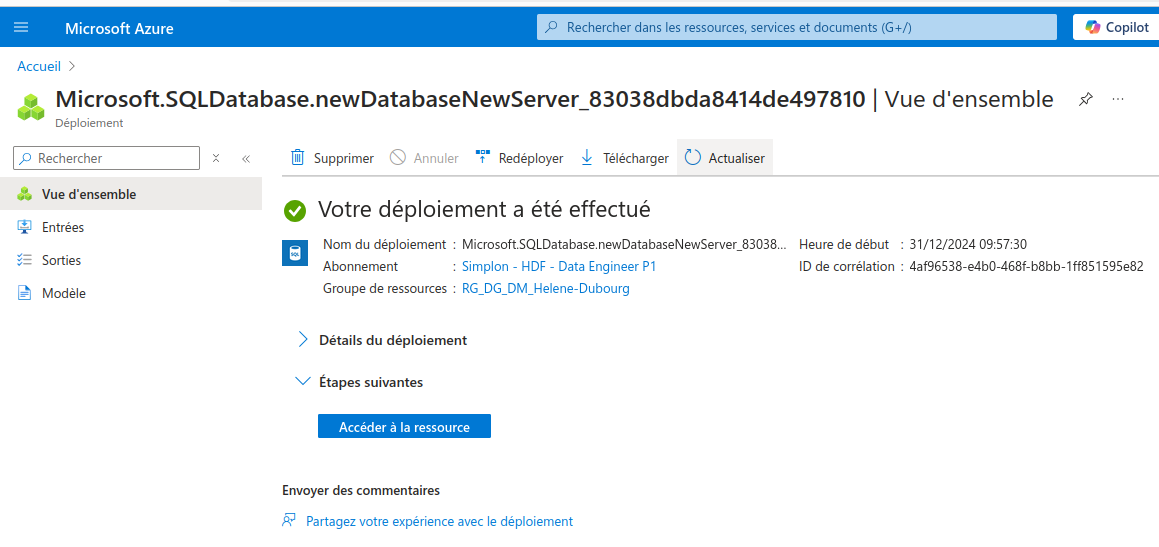 Microsoft Azure
Rechercher dans les ressources, services et documents (G+/)
Copilot
Accueil
Microsoft.SQLDatabase.newDatabaseNewServer_83038dbda8414de497810 | Vue d'ensemble
Déploiement
Rechercher
Supprimer
Annuler
Redéployer
Télécharger
Actualiser
Vue d'ensemble
Entrées
Sorties
Modèle
Votre déploiement a été effectué
SQL
Nom du déploiement : Microsoft.SQLDatabase.newDatabaseNewServer_83038... Heure de début : 31/12/2024 09:57:30
Abonnement : Simplon - HDF - Data Engineer P1 ID de corrélation : 4af96538-e4b0-468f-b8bb-1ff851595e82
Groupe de ressources : RG_DG_DM_Helene-Dubourg
Détails du déploiement
Étapes suivantes
Accéder à la ressource
Envoyer des commentaires
Partagez votre expérience avec le déploiement